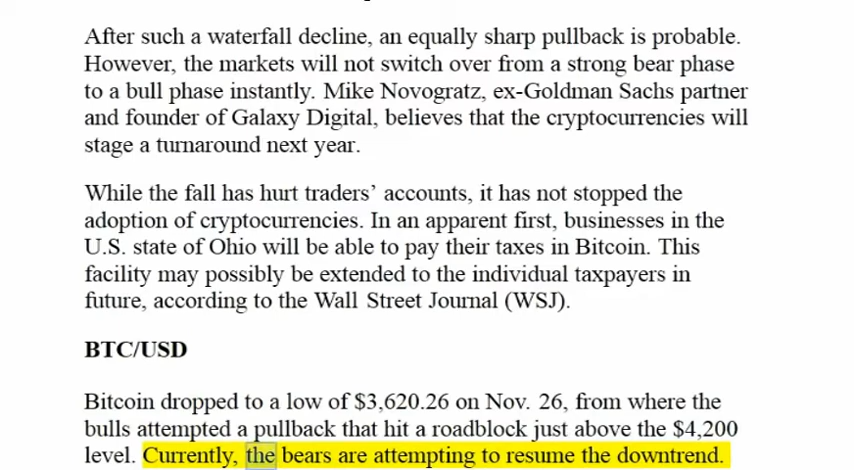 After such a waterfall decline, an equally sharp pullback is probable.
However, the markets will not switch over from a strong bear phase
to a bull phase instantly. Mike Novogratz, ex-Goldman Sachs partner
and founder of Galaxy Digital, believes that the cryptocurrencies will
stage a turnaround next year.
While the fall has hurt traders’ accounts, it has not stopped the
adoption of cryptocurrencies. In an apparent first, businesses in the
U.S. state of Ohio will be able to pay their taxes in Bitcoin. This
facility may possibly be extended to the individual taxpayers in
future, according to the Wall Street Journal (WSJ).
BTC/USD
Bitcoin dropped to a low of $3,620.26 on Nov. 26, from where the
bulls attempted a pullback that hit a roadblock just above the $4,200
level. Currently, the bears are attempting to resume the downtrend.